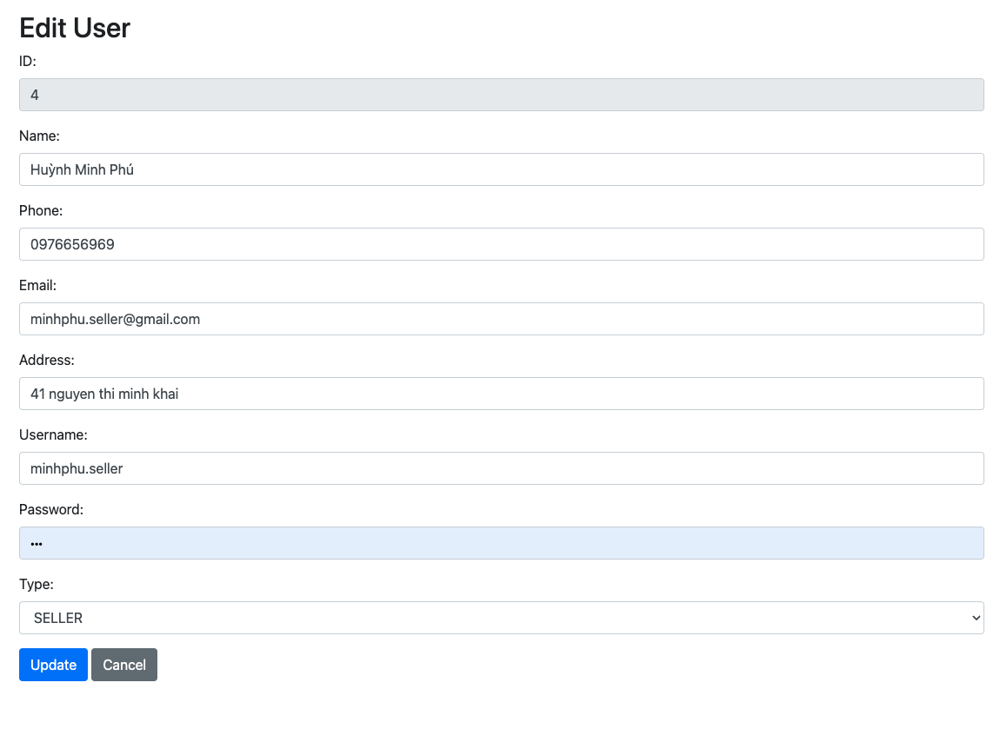 Edit User
ID:
4
Name:
Huỳnh Minh Phú
Phone:
0976656969
Email:
minhphu.seller@gmail.com
Address:
41 nguyen thi minh khai
Username:
minhphu.seller
Password:
•••
Type:
SELLER
Update Cancel